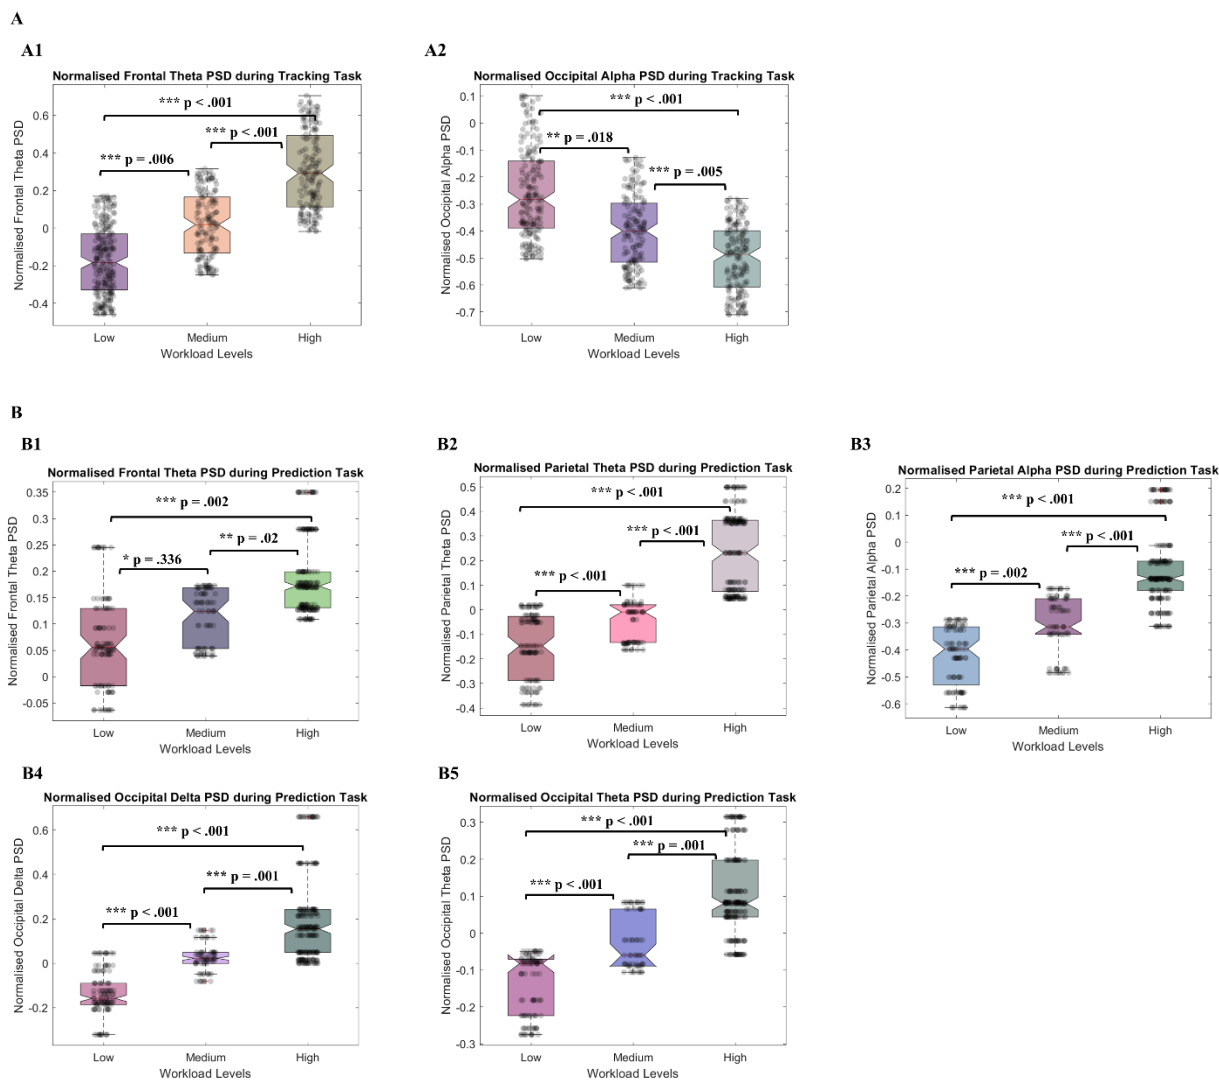 A
A1
Normalised Frontal Theta PSD during Tracking Task
Normalised Frontal Theta PSD
0.6
0.4
0.2
0
-0.2
-0.4
*** p < .001
*** p < .001
*** p = .006
Low
Medium
High
Workload Levels
A2
Normalised Occipital Alpha PSD during Tracking Task
Normalised Occipital Alpha PSD
0.1
0
-0.1
-0.2
-0.3
-0.4
-0.5
-0.6
-0.7
*** p < .001
** p = .018
*** p = .005
Low
Medium
High
Workload Levels
B
B1
Normalised Frontal Theta PSD during Prediction Task
Normalised Frontal Theta PSD
0.35
0.3
0.25
0.2
0.15
0.1
0.05
0
-0.05
*** p = .002
** p = .02
* p = .336
Low
Medium
High
Workload Levels
B2
Normalised Parietal Theta PSD during Prediction Task
Normalised Parietal Theta PSD
0.5
0.4
0.3
0.2
0.1
0
-0.1
-0.2
-0.3
-0.4
*** p < .001
*** p < .001
*** p < .001
Low
Medium
High
Workload Levels
B3
Normalised Parietal Alpha PSD during Prediction Task
Normalised Parietal Alpha PSD
0.2
0.1
0
-0.1
-0.2
-0.3
-0.4
-0.5
-0.6
*** p < .001
*** p < .001
*** p = .002
Low
Medium
High
Workload Levels
B4
Normalised Occipital Delta PSD during Prediction Task
Normalised Occipital Delta PSD
0.6
0.4
0.2
0
-0.2
*** p < .001
*** p = .001
*** p < .001
Low
Medium
High
Workload Levels
B5
Normalised Occipital Theta PSD during Prediction Task
Normalised Occipital Theta PSD
0.3
0.2
0.1
0
-0.1
-0.2
-0.3
*** p < .001
*** p = .001
*** p < .001
Low
Medium
High
Workload Levels